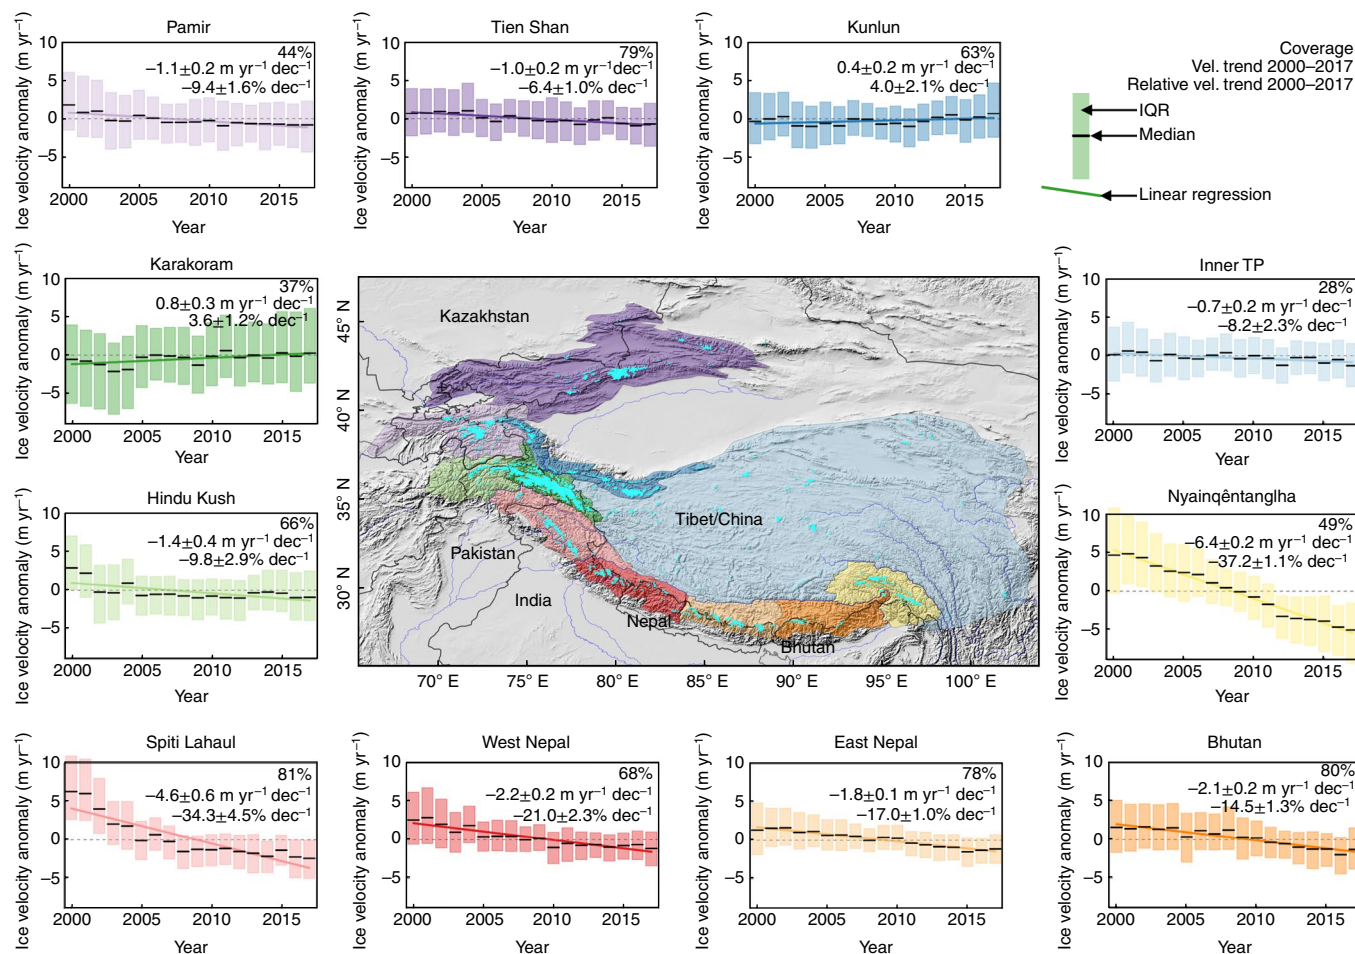 Pamir
Ice velocity anomaly (m yr⁻¹)
10
5
0
−5
44%
−1.1±0.2 m yr⁻¹ dec⁻¹
−9.4±1.6% dec⁻¹
2000 2005 2010 2015
Year
Tien Shan
Ice velocity anomaly (m yr⁻¹)
10
5
0
−5
79%
−1.0±0.2 m yr⁻¹dec⁻¹
−6.4±1.0% dec⁻¹
2000 2005 2010 2015
Year
Kunlun
Ice velocity anomaly (m yr⁻¹)
10
5
0
−5
63%
0.4±0.2 m yr⁻¹ dec⁻¹
4.0±2.1% dec⁻¹
2000 2005 2010 2015
Year
Coverage
Vel. trend 2000–2017
Relative vel. trend 2000–2017
IQR
Median
Linear regression
Karakoram
Ice velocity anomaly (m yr⁻¹)
10
5
0
−5
37%
0.8±0.3 m yr⁻¹ dec⁻¹
3.6±1.2% dec⁻¹
2000 2005 2010 2015
Year
Kazakhstan
Tibet/China
Pakistan
India
Nepal
Bhutan
45° N
40° N
35° N
30° N
70° E 75° E 80° E 85° E 90° E 95° E 100° E
Inner TP
Ice velocity anomaly (m yr⁻¹)
10
5
0
−5
28%
−0.7±0.2 m yr⁻¹ dec⁻¹
−8.2±2.3% dec⁻¹
2000 2005 2010 2015
Year
Hindu Kush
Ice velocity anomaly (m yr⁻¹)
10
5
0
−5
66%
−1.4±0.4 m yr⁻¹ dec⁻¹
−9.8±2.9% dec⁻¹
2000 2005 2010 2015
Year
Nyainqêntanglha
Ice velocity anomaly (m yr⁻¹)
10
5
0
−5
49%
−6.4±0.2 m yr⁻¹ dec⁻¹
−37.2±1.1% dec⁻¹
2000 2005 2010 2015
Year
Spiti Lahaul
Ice velocity anomaly (m yr⁻¹)
10
5
0
−5
81%
−4.6±0.6 m yr⁻¹ dec⁻¹
−34.3±4.5% dec⁻¹
2000 2005 2010 2015
Year
West Nepal
Ice velocity anomaly (m yr⁻¹)
10
5
0
−5
68%
−2.2±0.2 m yr⁻¹ dec⁻¹
−21.0±2.3% dec⁻¹
2000 2005 2010 2015
Year
East Nepal
Ice velocity anomaly (m yr⁻¹)
10
5
0
−5
78%
−1.8±0.1 m yr⁻¹ dec⁻¹
−17.0±1.0% dec⁻¹
2000 2005 2010 2015
Year
Bhutan
Ice velocity anomaly (m yr⁻¹)
10
5
0
−5
80%
−2.1±0.2 m yr⁻¹ dec⁻¹
−14.5±1.3% dec⁻¹
2000 2005 2010 2015
Year